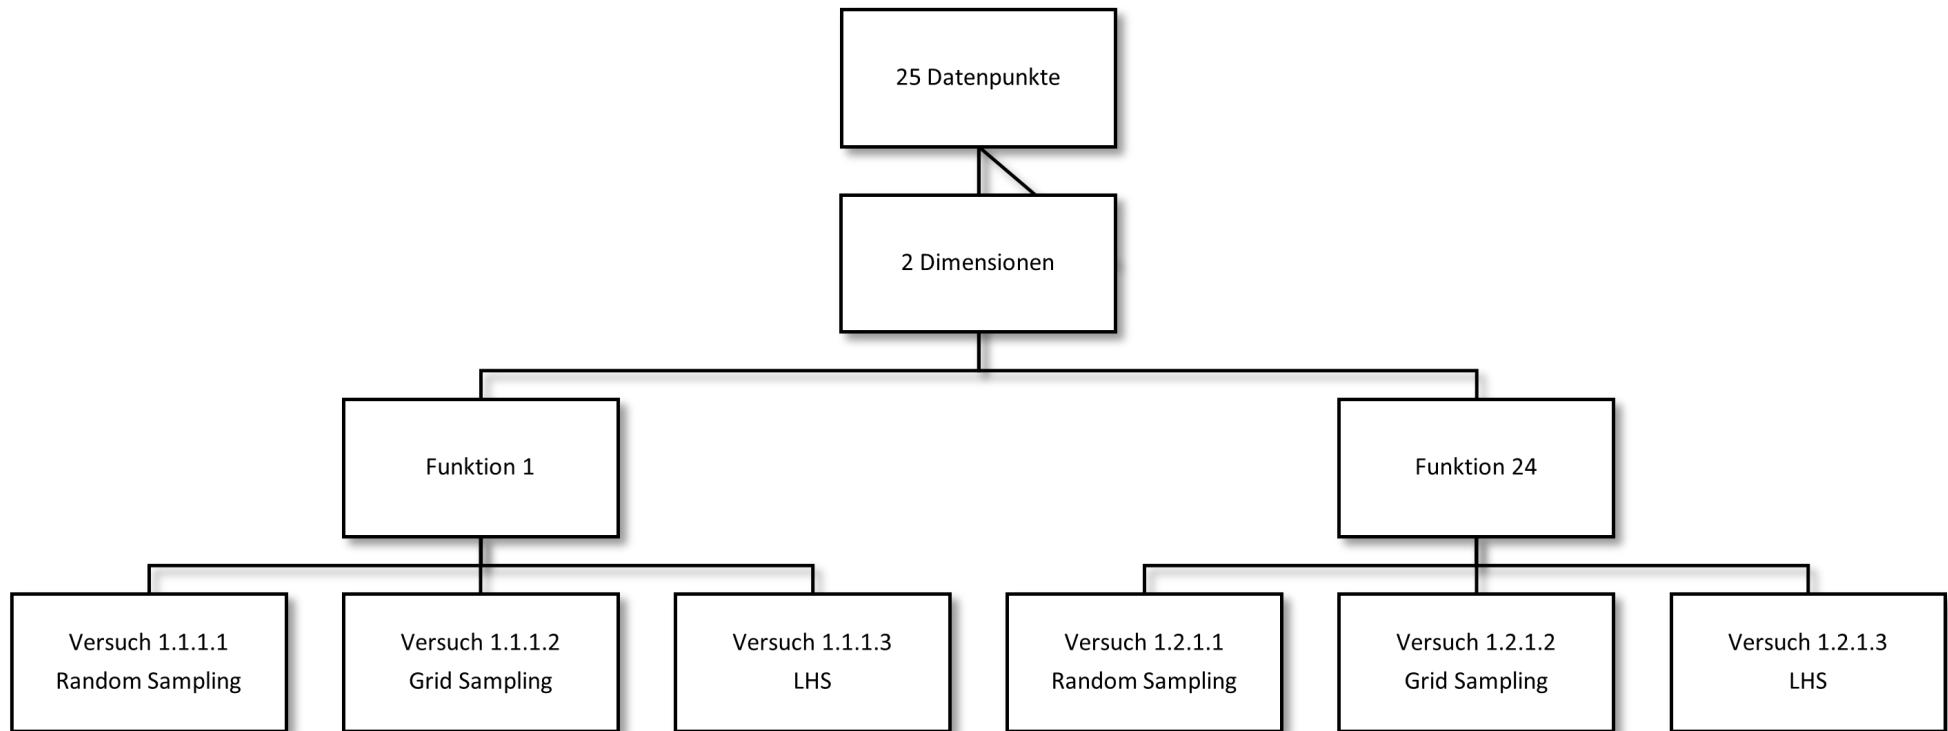 25 Datenpunkte
2 Dimensionen
Funktion 1
Funktion 24
Versuch 1.1.1.1
Random Sampling
Versuch 1.1.1.2
Grid Sampling
Versuch 1.1.1.3
LHS
Versuch 1.2.1.1
Random Sampling
Versuch 1.2.1.2
Grid Sampling
Versuch 1.2.1.3
LHS